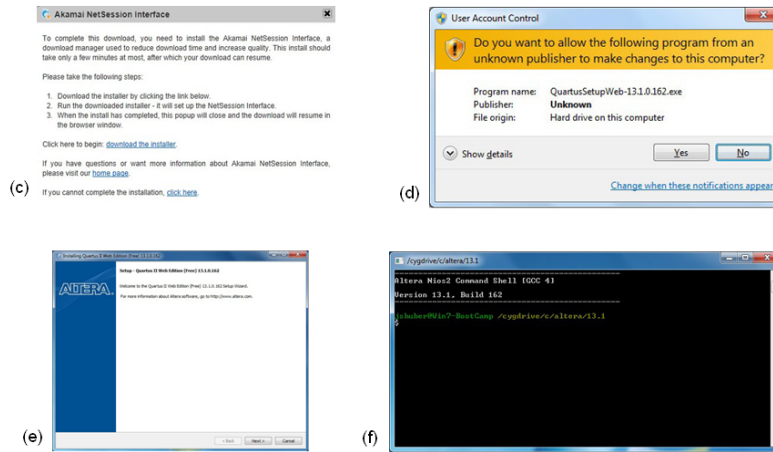 Akamai NetSession Interface
To complete this download, you need to install the Akamai NetSession Interface, a
download manager used to reduce download time and increase quality. This install should
take only a few minutes at most, after which your download can resume.
Please take the following steps:
1. Download the installer by clicking the link below.
2. Run the downloaded installer - it will set up the NetSession Interface.
3. When the install has completed, this popup will close and the download will resume in
the browser window.
Click here to begin: download the installer.
If you have questions or want more information about Akamai NetSession Interface,
please visit our home page.
If you cannot complete the installation, click here.
(c)
User Account Control
Do you want to allow the following program from an
unknown publisher to make changes to this computer?
Program name: QuartusSetupWeb-13.1.0.162.exe
Publisher: Unknown
File origin: Hard drive on this computer
Show details
Yes
No
Change when these notifications appear
(d)
Installing Quartus II Web Edition (Free) 13.1.0.162
Setup - Quartus II Web Edition (Free) 13.1.0.162
ALTERA.
Welcome to the Quartus II Web Edition (Free) 13.1.0.162 Setup Wizard.
For more information about Altera software, go to http://www.altera.com.
< Back
Next >
Cancel
(e)
/cygdrive/c/altera/13.1
Altera Nios2 Command Shell [GCC 4]
Version 13.1, Build 162
jshuber@Win7-BootCamp /cygdrive/c/altera/13.1
$
(f)